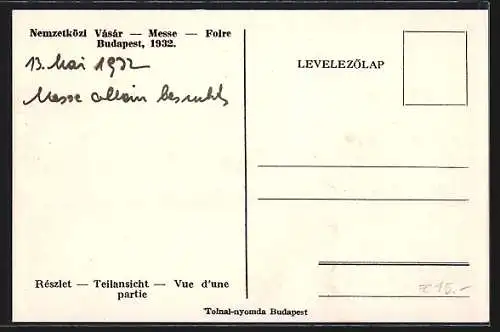 Nemzetközi Vásár — Messe — Foire
Budapest, 1932.
13. Mai 1932
Messe allein besucht
LEVELEZŐLAP
Részlet — Teilansicht — Vue d'une
partie
15.-
Tolnai-nyomda Budapest